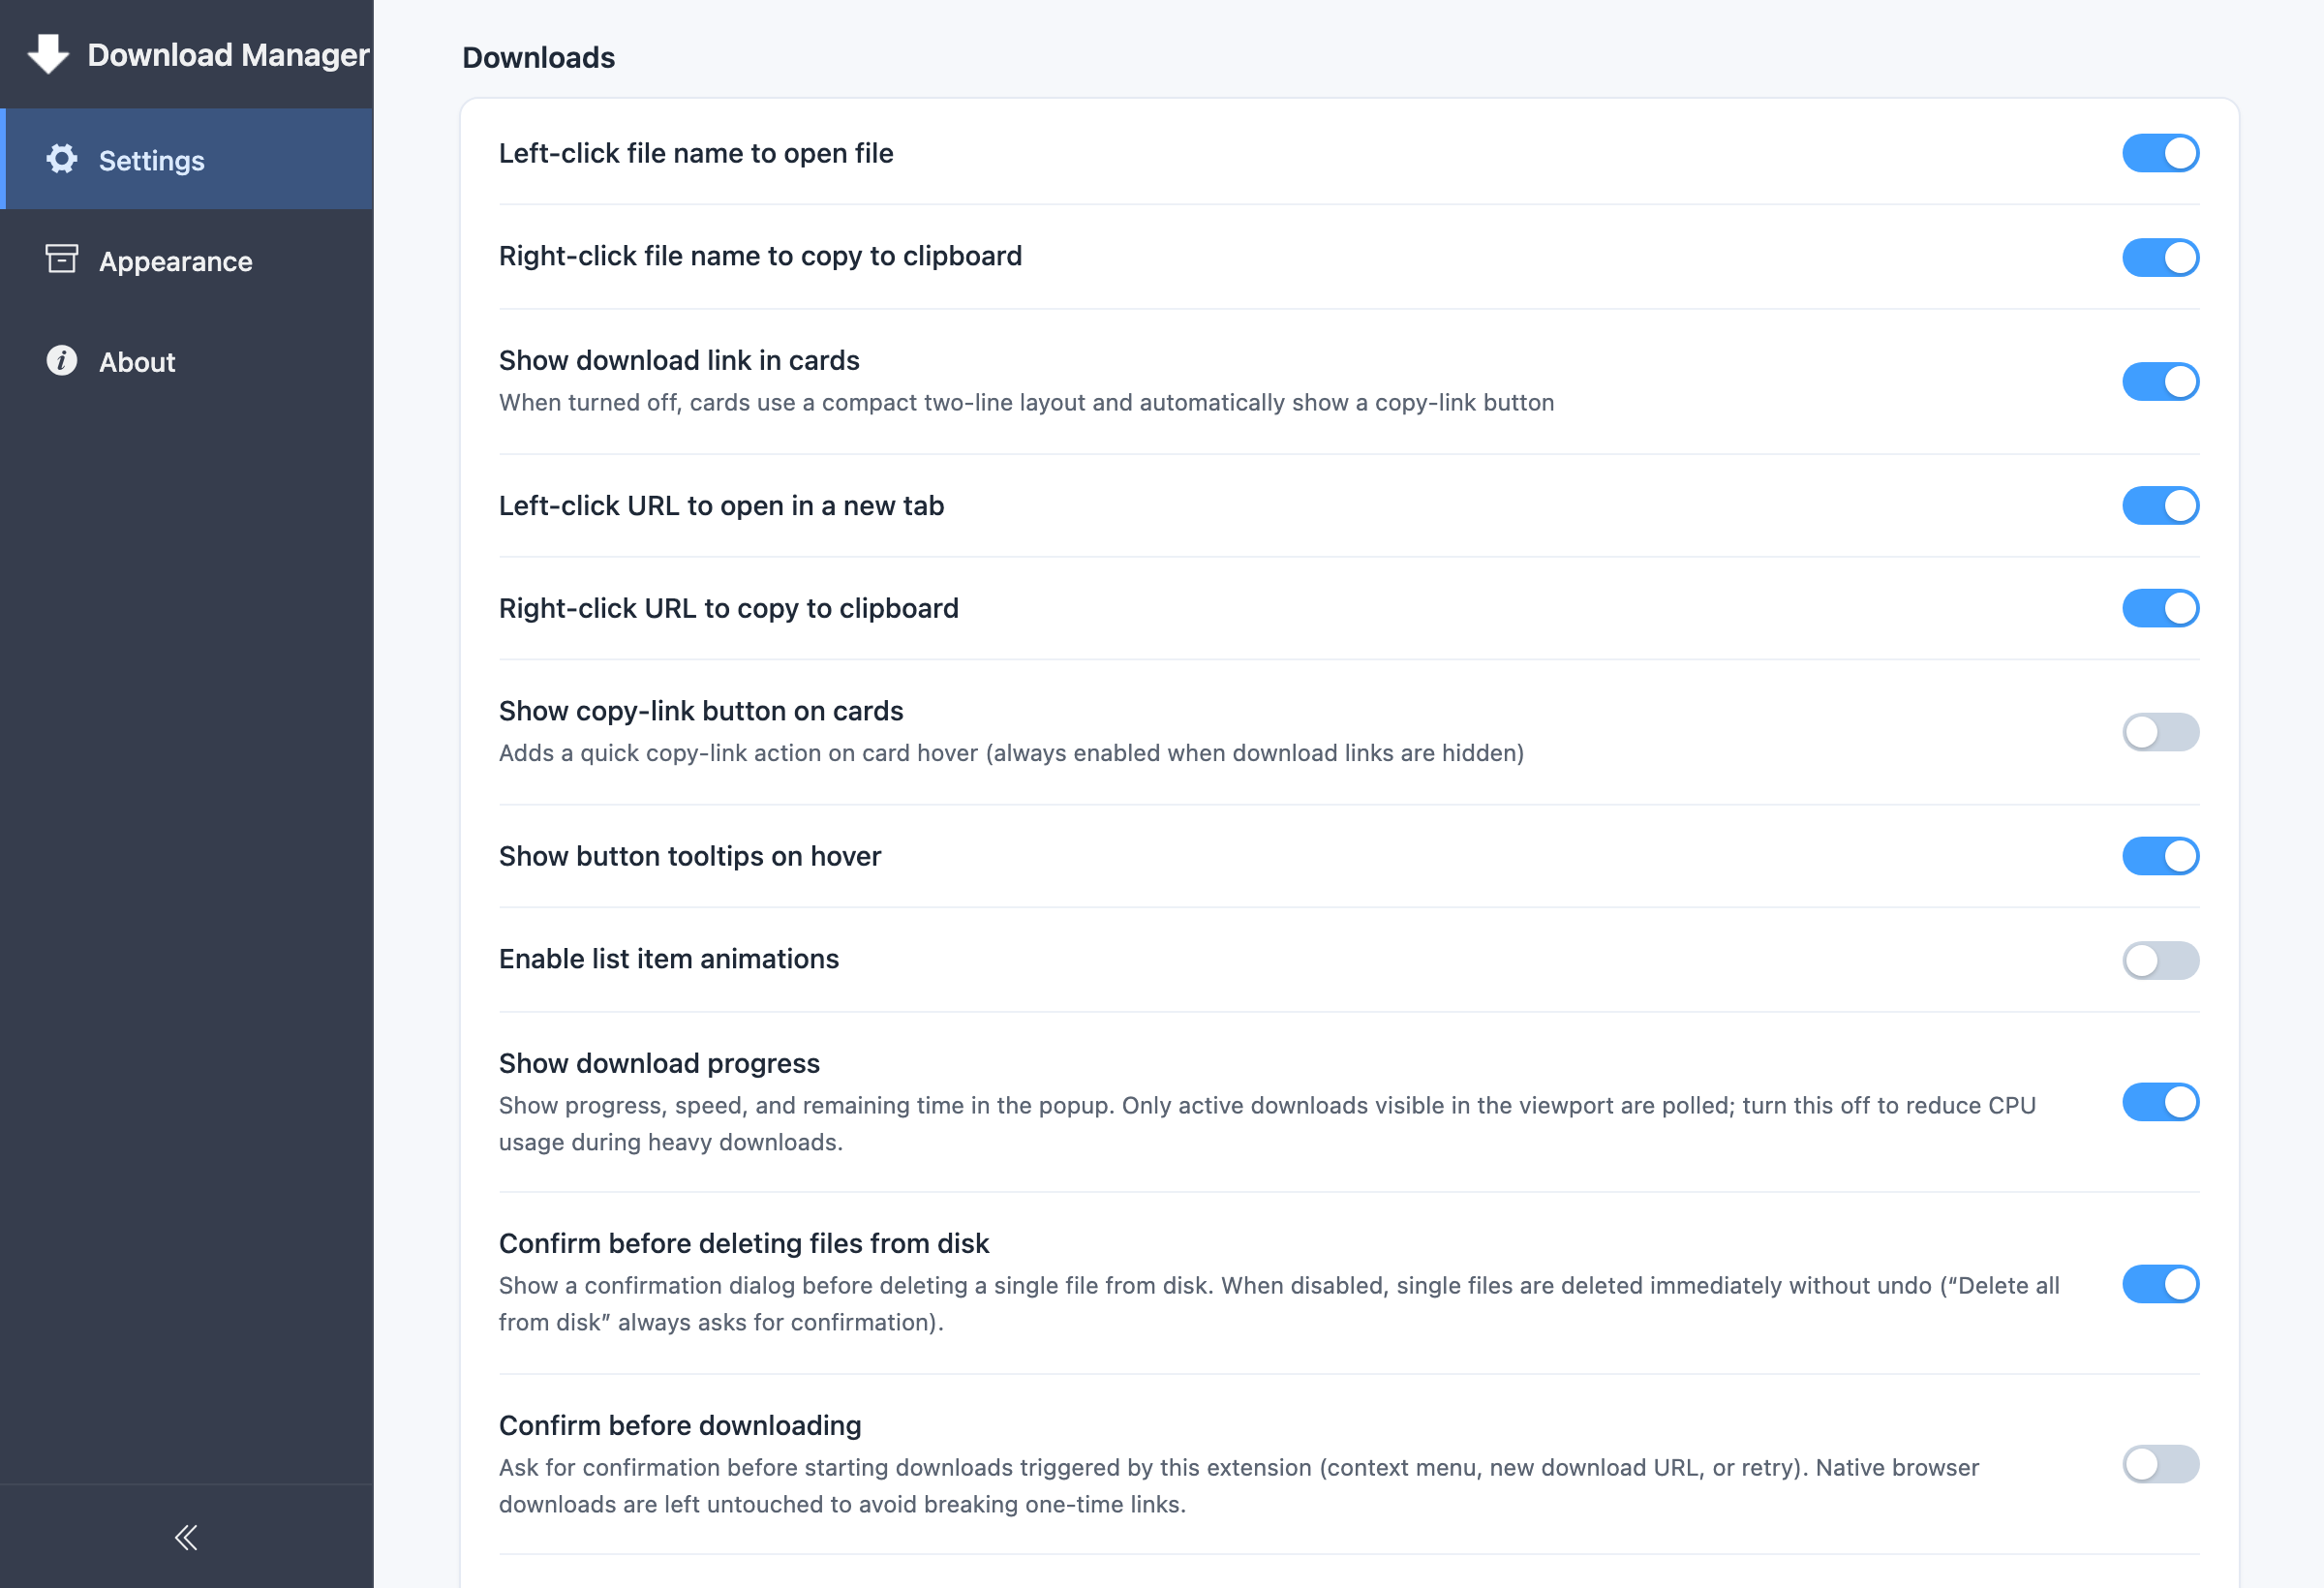 Download Manager
Settings
Appearance
About
Downloads
Left-click file name to open file
Right-click file name to copy to clipboard
Show download link in cards
When turned off, cards use a compact two-line layout and automatically show a copy-link button
Left-click URL to open in a new tab
Right-click URL to copy to clipboard
Show copy-link button on cards
Adds a quick copy-link action on card hover (always enabled when download links are hidden)
Show button tooltips on hover
Enable list item animations
Show download progress
Show progress, speed, and remaining time in the popup. Only active downloads visible in the viewport are polled; turn this off to reduce CPU
usage during heavy downloads.
Confirm before deleting files from disk
Show a confirmation dialog before deleting a single file from disk. When disabled, single files are deleted immediately without undo (“Delete all
from disk” always asks for confirmation).
Confirm before downloading
Ask for confirmation before starting downloads triggered by this extension (context menu, new download URL, or retry). Native browser
downloads are left untouched to avoid breaking one-time links.